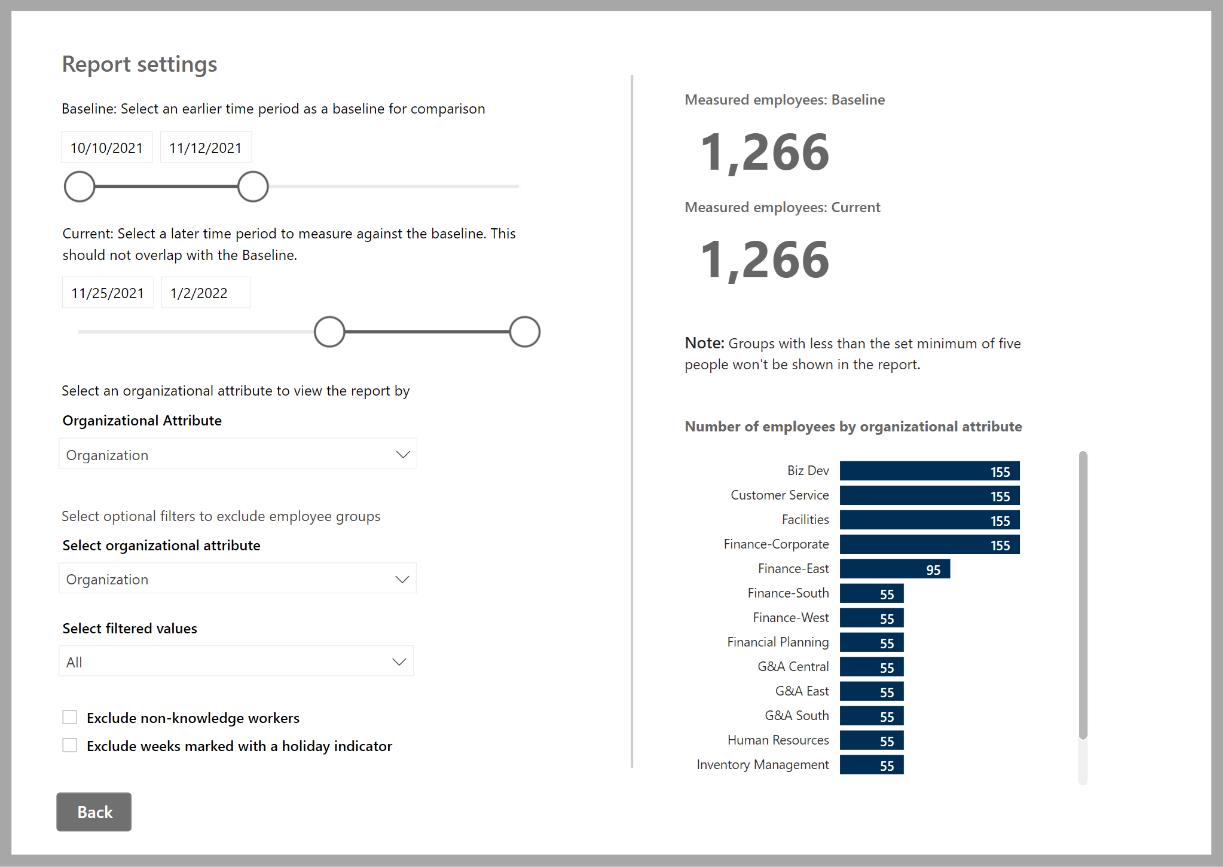 Report settings
Baseline: Select an earlier time period as a baseline for comparison
10/10/2021 11/12/2021
Current: Select a later time period to measure against the baseline. This
should not overlap with the Baseline.
11/25/2021 1/2/2022
Select an organizational attribute to view the report by
Organizational Attribute
Organization
Select optional filters to exclude employee groups
Select organizational attribute
Organization
Select filtered values
All
Exclude non-knowledge workers
Exclude weeks marked with a holiday indicator
Back
Measured employees: Baseline
1,266
Measured employees: Current
1,266
Note: Groups with less than the set minimum of five
people won't be shown in the report.
Number of employees by organizational attribute
Biz Dev 155
Customer Service 155
Facilities 155
Finance-Corporate 155
Finance-East 95
Finance-South 55
Finance-West 55
Financial Planning 55
G&A Central 55
G&A East 55
G&A South 55
Human Resources 55
Inventory Management 55